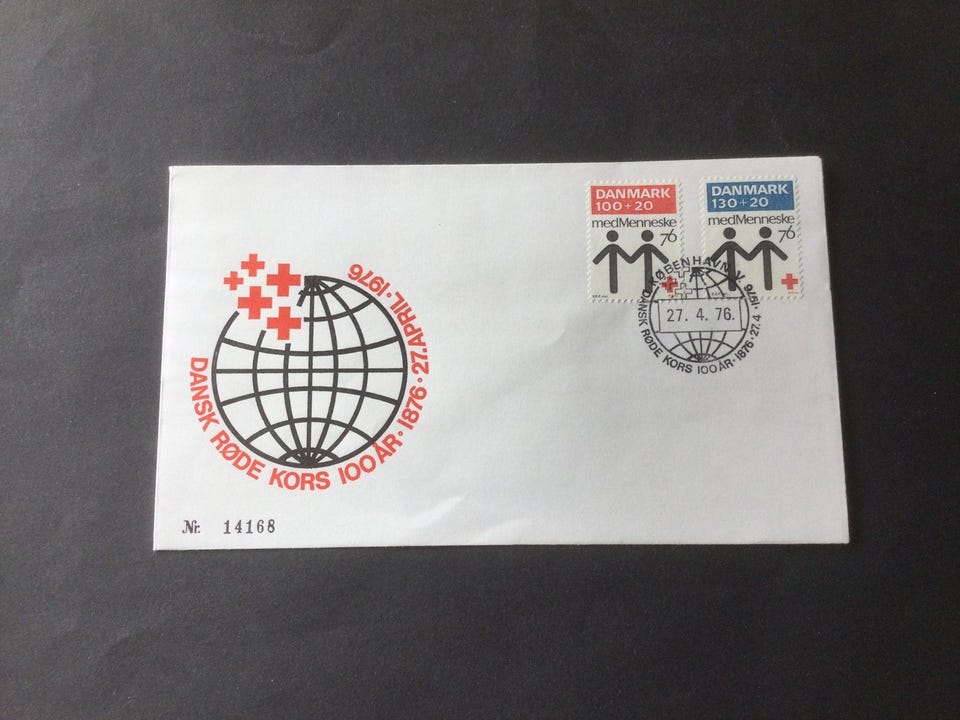 DANMARK
100+20
medMenneske
76
DANMARK
130+20
medMenneske
76
KØBENHAVN V.
27. 4. 76.
DANSK RØDE KORS 100 ÅR · 1876 · 27.4. 1976
DANSK RØDE KORS 100 ÅR · 1876 · 27. APRIL · 1976
Nr. 14168